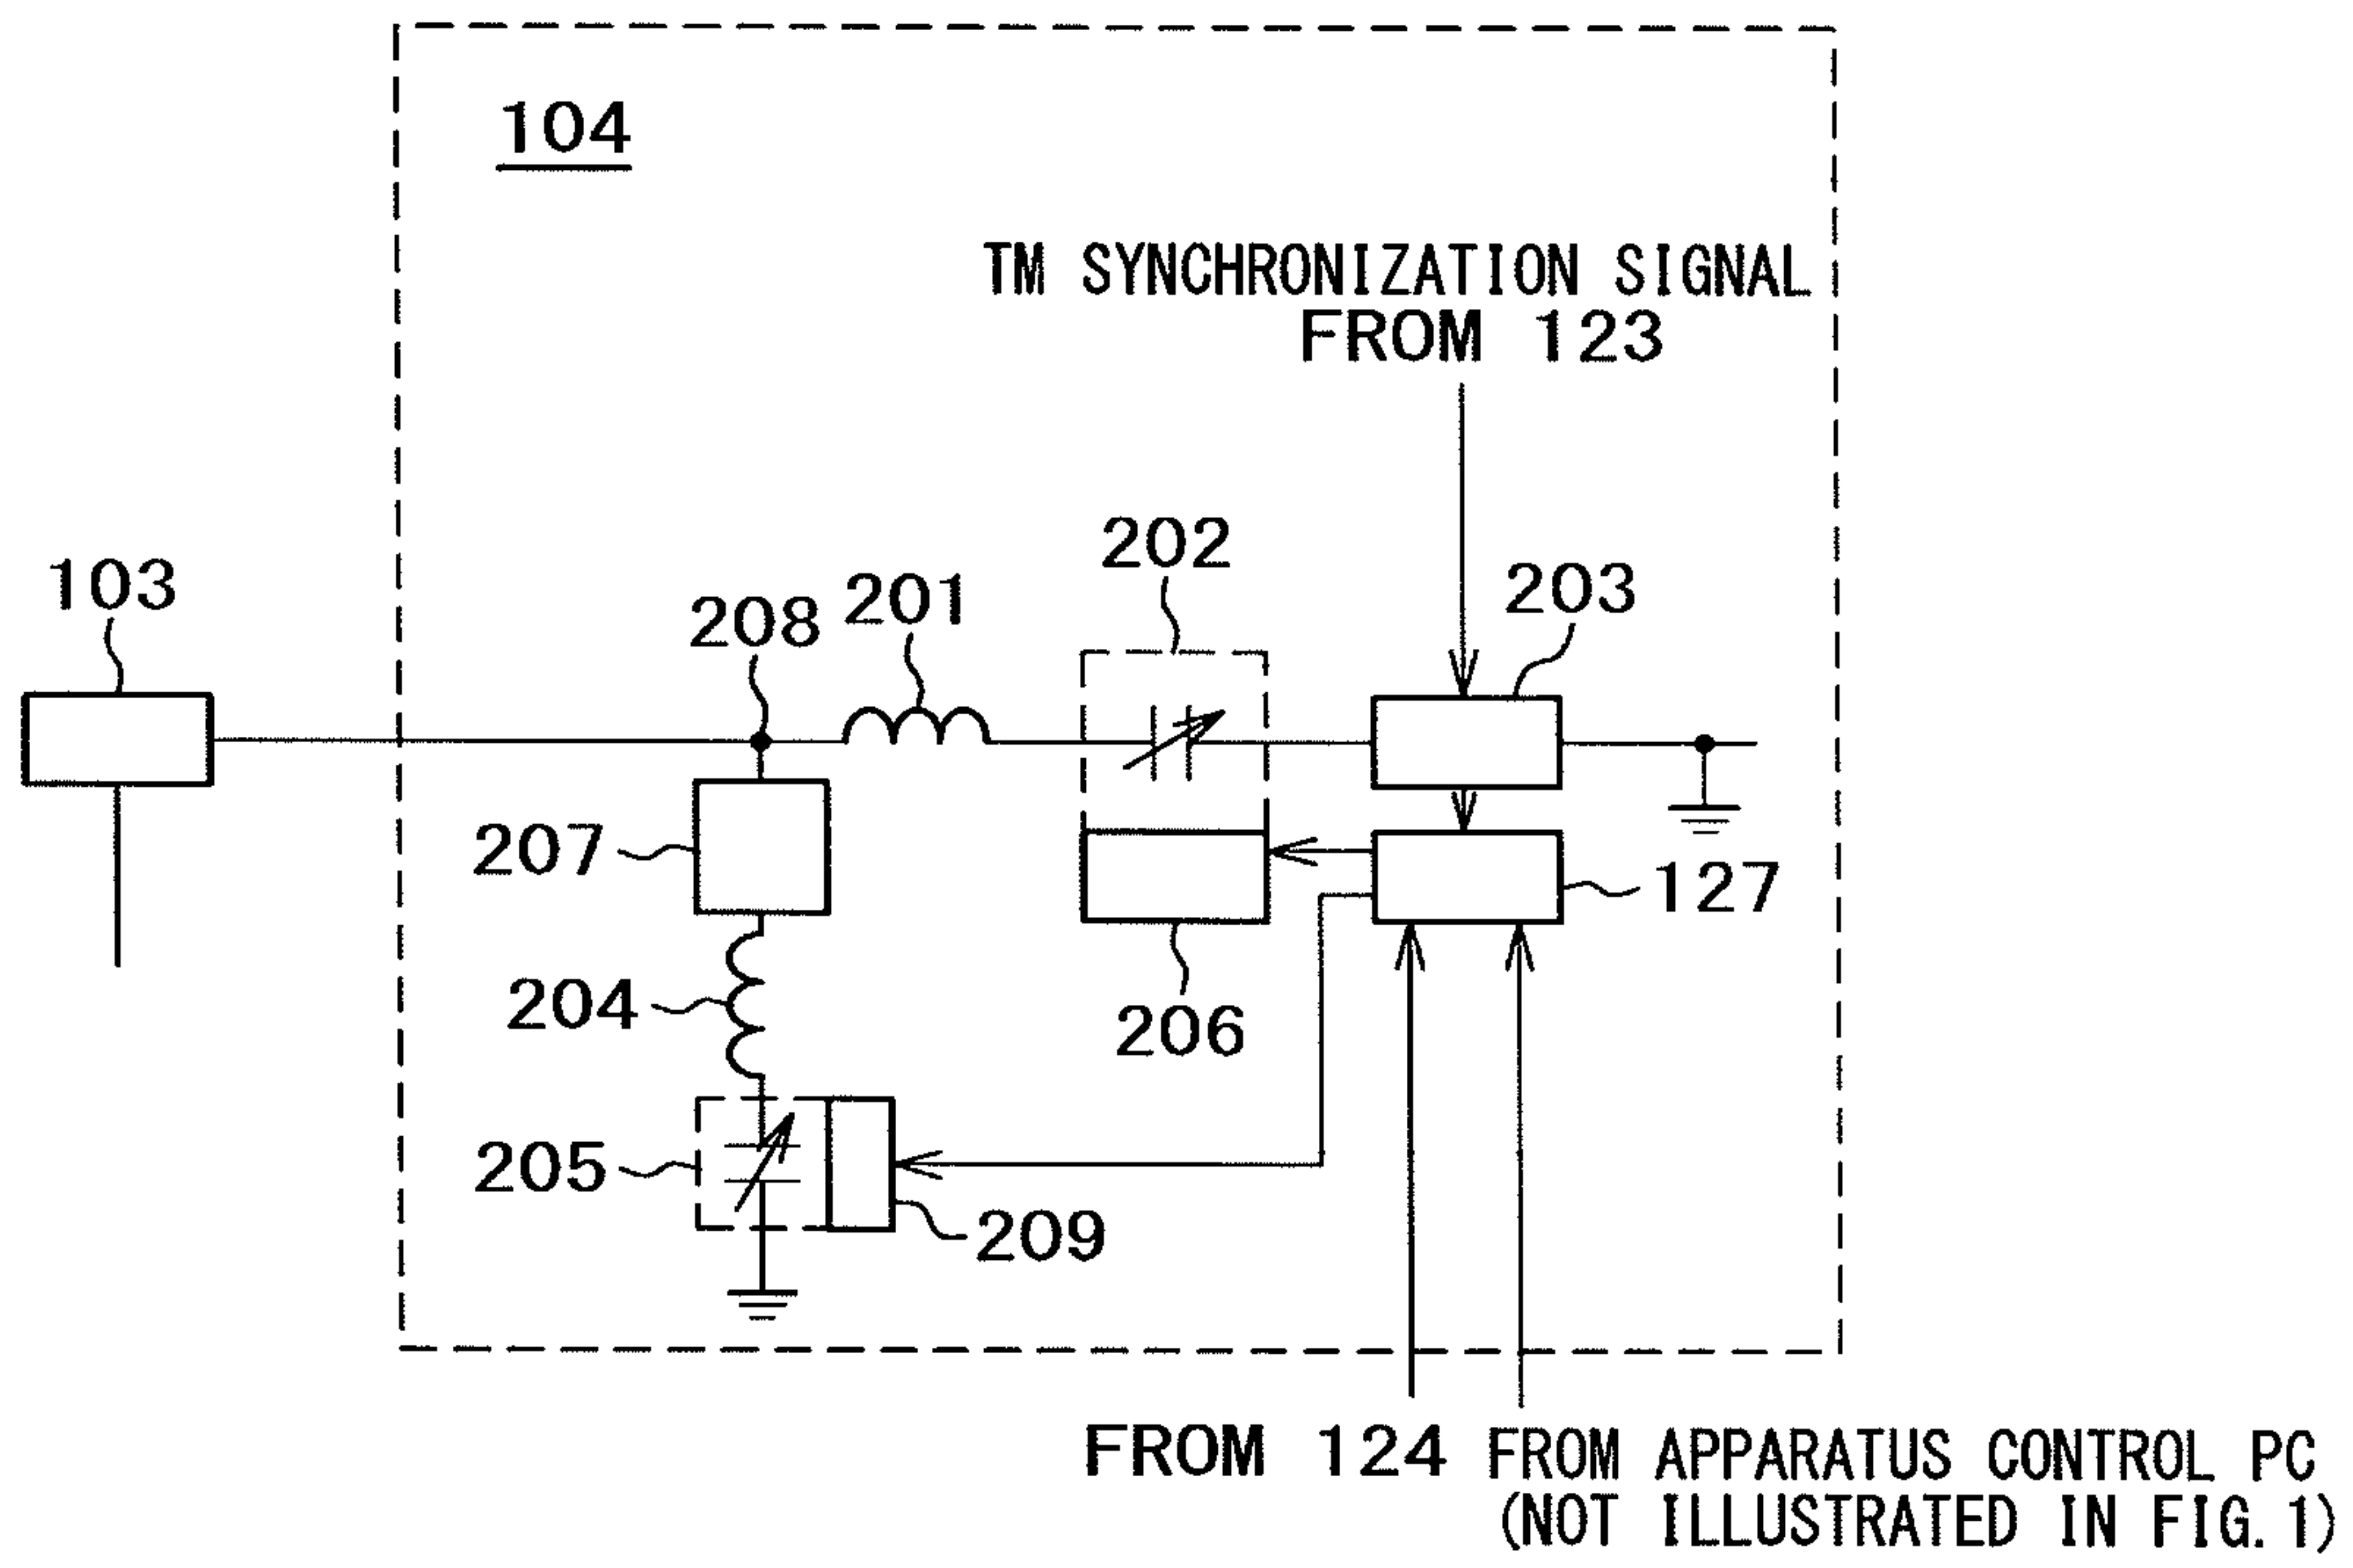 104
TM SYNCHRONIZATION SIGNAL
FROM 123
202
103
203
201
208
207
127
204
206
205
209
FROM 124
FROM APPARATUS CONTROL PC
(NOT ILLUSTRATED IN FIG.1)